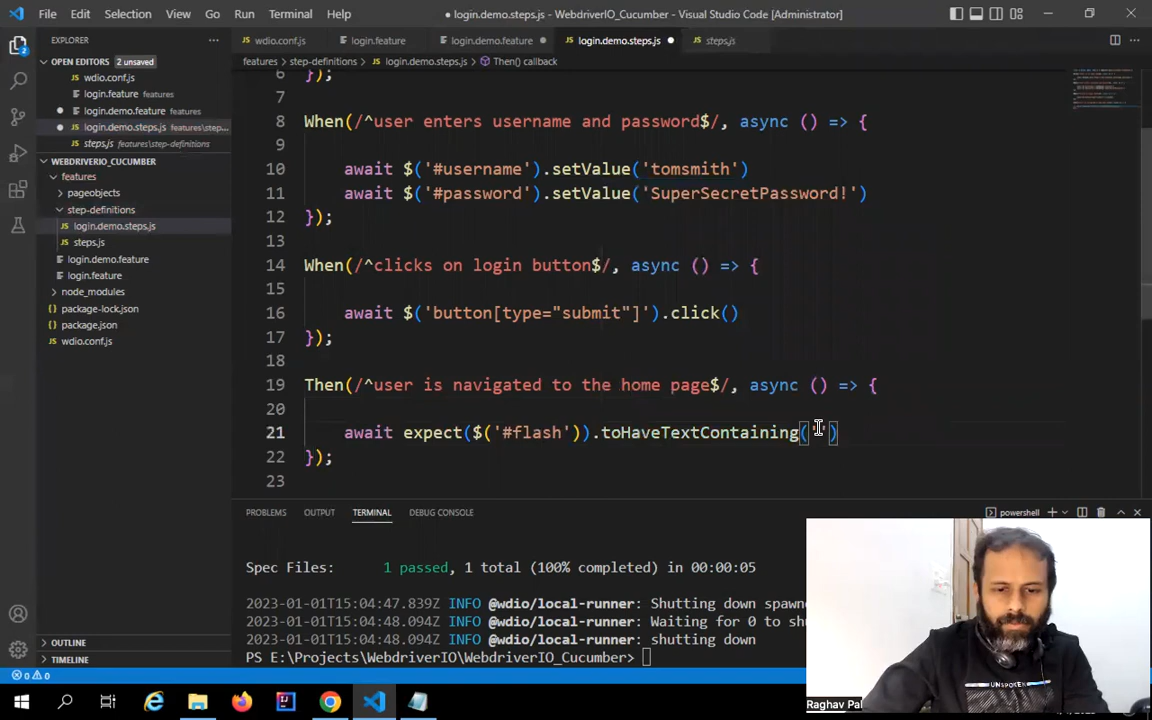 File Edit Selection View Go Run Terminal Help
● login.demo.steps.js - WebdriverIO_Cucumber - Visual Studio Code [Administrator]
EXPLORER
OPEN EDITORS 2 unsaved
wdio.conf.js
login.feature features
login.demo.feature features
login.demo.steps.js features\step...
steps.js features\step-definitions
WEBDRIVERIO_CUCUMBER
features
pageobjects
step-definitions
login.demo.steps.js
steps.js
login.demo.feature
login.feature
node_modules
package-lock.json
package.json
wdio.conf.js
OUTLINE
TIMELINE
wdio.conf.js login.feature login.demo.feature login.demo.steps.js steps.js
features > step-definitions > login.demo.steps.js > Then() callback
6 });
7
8 When(/^user enters username and password$/, async () => {
9
10 await $('#username').setValue('tomsmith')
11 await $('#password').setValue('SuperSecretPassword!')
12 });
13
14 When(/^clicks on login button$/, async () => {
15
16 await $('button[type="submit"]').click()
17 });
18
19 Then(/^user is navigated to the home page$/, async () => {
20
21 await expect($('#flash')).toHaveTextContaining('')
22 });
23
PROBLEMS OUTPUT TERMINAL DEBUG CONSOLE
powershell
Spec Files: 1 passed, 1 total (100% completed) in 00:00:05
2023-01-01T15:04:47.839Z INFO @wdio/local-runner: Shutting down spawne
2023-01-01T15:04:48.094Z INFO @wdio/local-runner: Waiting for 0 to shu
2023-01-01T15:04:48.094Z INFO @wdio/local-runner: shutting down
PS E:\Projects\WebdriverIO\WebdriverIO_Cucumber>
0 0
UNSPOKEN
Raghav Pal